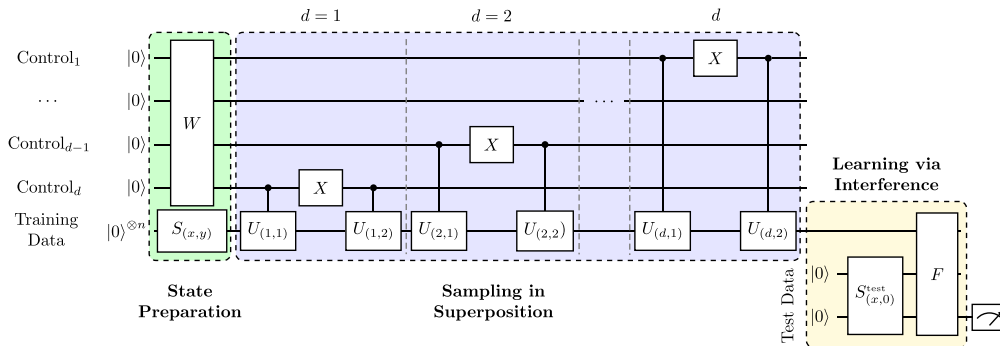 d = 1 d = 2 d
Control₁ |0⟩
... |0⟩ W ...
Control_{d−1} |0⟩
Control_d |0⟩
X X X
Training
Data
|0⟩^{⊗n} S_{(x,y)} U_{(1,1)} U_{(1,2)} U_{(2,1)} U_{(2,2)} U_{(d,1)} U_{(d,2)}
State
Preparation
Sampling in
Superposition
Learning via
Interference
Test Data
|0⟩
|0⟩
S^{test}_{(x,0)}
F